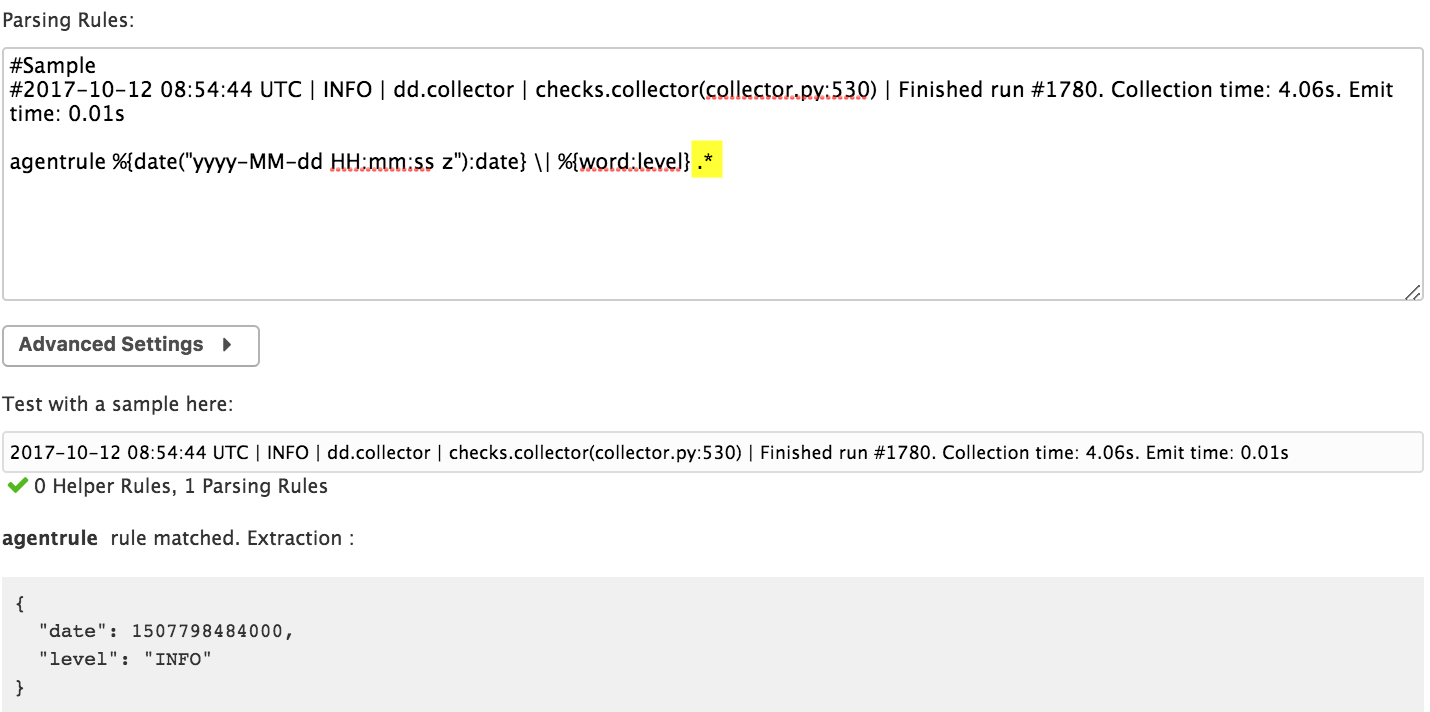 Parsing Rules:
#Sample
#2017-10-12 08:54:44 UTC | INFO | dd.collector | checks.collector(collector.py:530) | Finished run #1780. Collection time: 4.06s. Emit
time: 0.01s
agentrule %{date("yyyy-MM-dd HH:mm:ss z"):date} \| %{word:level} .*
Advanced Settings
Test with a sample here:
2017-10-12 08:54:44 UTC | INFO | dd.collector | checks.collector(collector.py:530) | Finished run #1780. Collection time: 4.06s. Emit time: 0.01s
0 Helper Rules, 1 Parsing Rules
agentrule rule matched. Extraction :
{
"date": 1507798484000,
"level": "INFO"
}